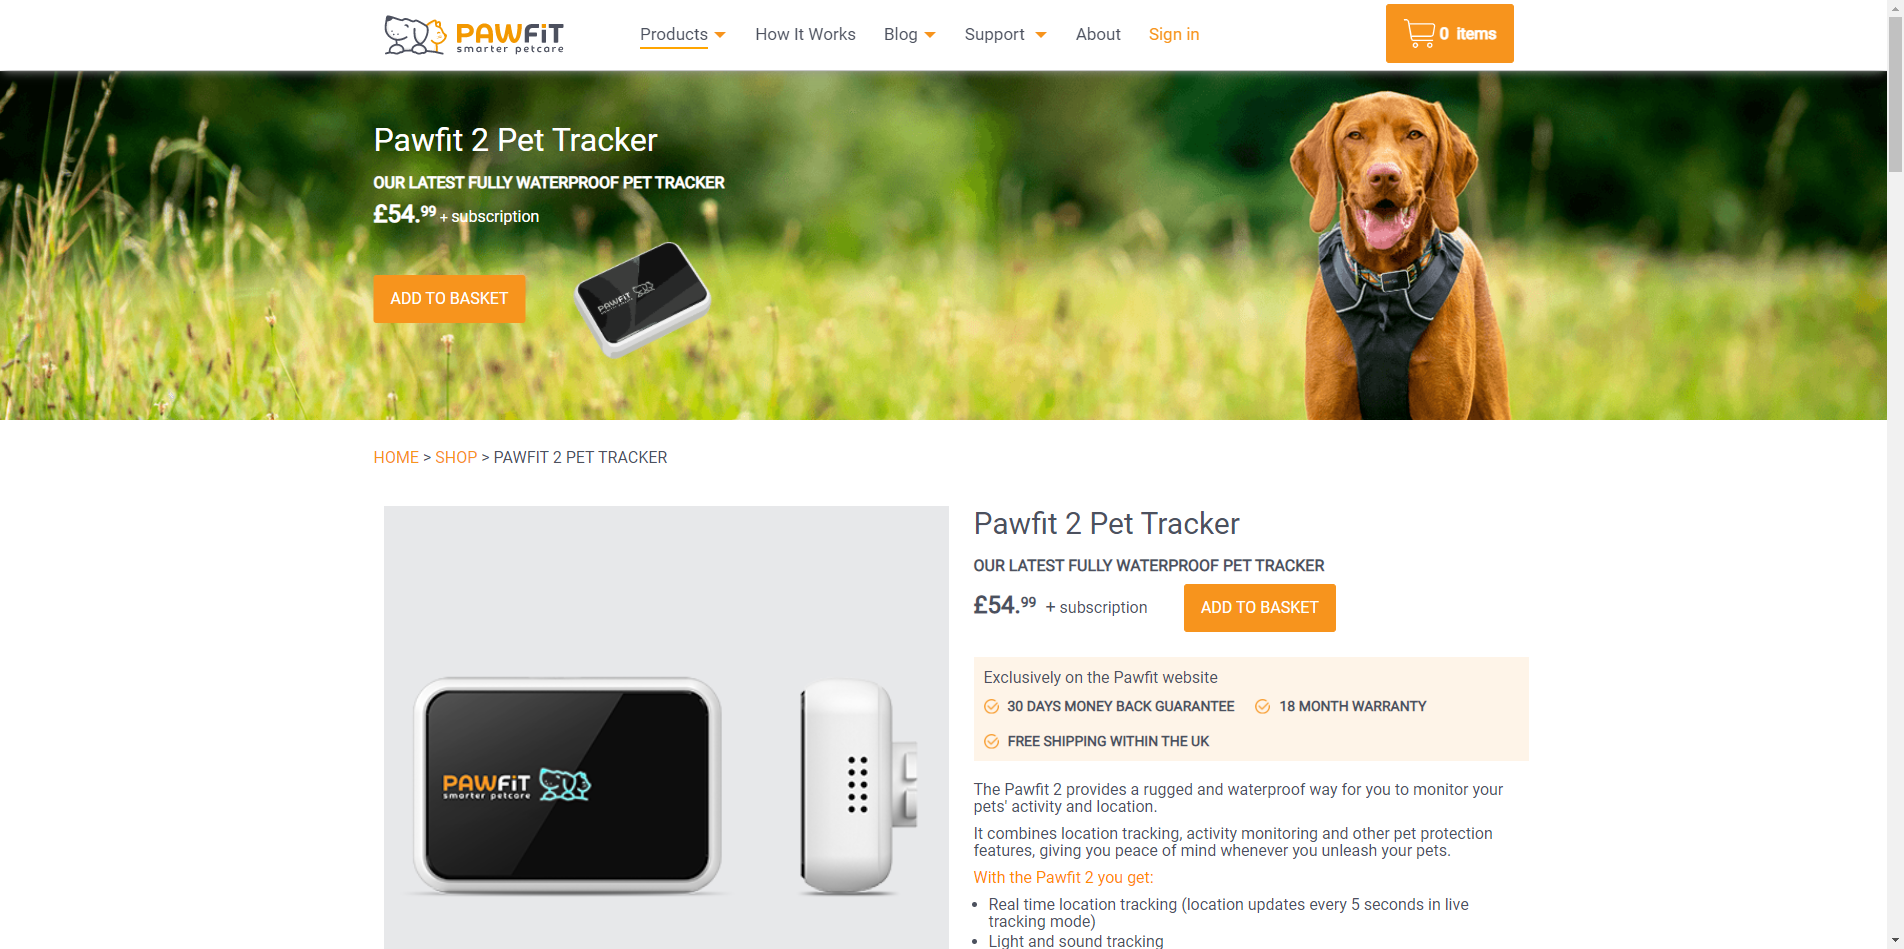 PAWFiT
smarter petcare
Products
How It Works
Blog
Support
About
Sign in
0 items
Pawfit 2 Pet Tracker
OUR LATEST FULLY WATERPROOF PET TRACKER
£54.99 + subscription
ADD TO BASKET
PAWFiT
HOME > SHOP > PAWFIT 2 PET TRACKER
PAWFiT
smarter petcare
Pawfit 2 Pet Tracker
OUR LATEST FULLY WATERPROOF PET TRACKER
£54.99 + subscription
ADD TO BASKET
Exclusively on the Pawfit website
30 DAYS MONEY BACK GUARANTEE
18 MONTH WARRANTY
FREE SHIPPING WITHIN THE UK
The Pawfit 2 provides a rugged and waterproof way for you to monitor your
pets' activity and location.
It combines location tracking, activity monitoring and other pet protection
features, giving you peace of mind whenever you unleash your pets.
With the Pawfit 2 you get:
• Real time location tracking (location updates every 5 seconds in live
tracking mode)
• Light and sound tracking